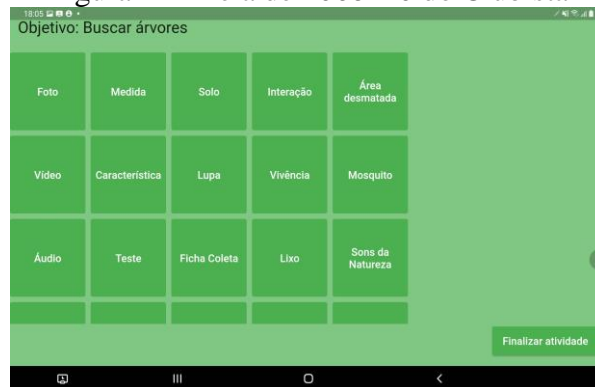 18:05
Objetivo: Buscar árvores
Foto
Medida
Solo
Interação
Área
desmatada
Vídeo
Característica
Lupa
Vivência
Mosquito
Áudio
Teste
Ficha Coleta
Lixo
Sons da
Natureza
Finalizar atividade